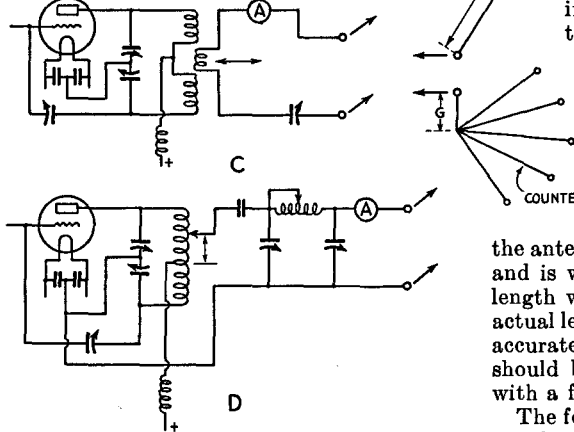 i
t
A
+
C
G
COUNTE
A
+
D
the ante
and is v
length v
actual le
accurate
should b
with a f
The fo